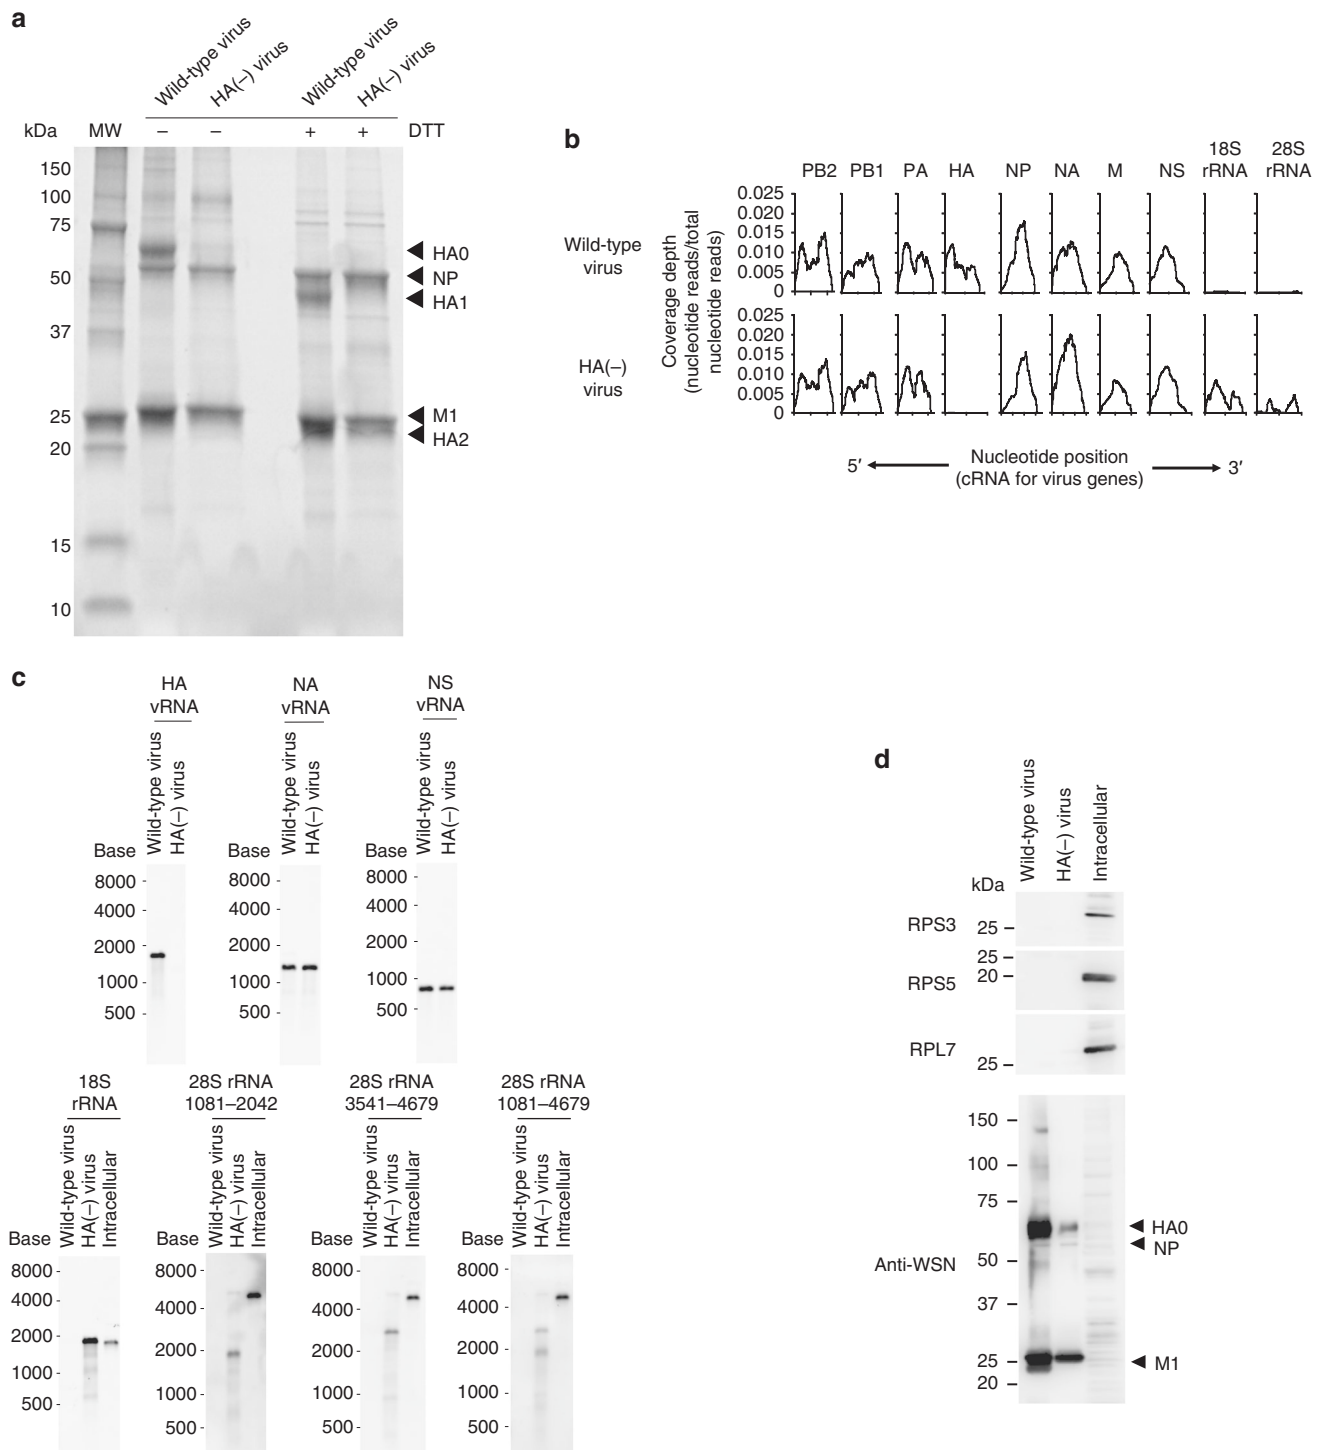 a
Wild-type virus
HA(–) virus
Wild-type virus
HA(–) virus
kDa MW – – + + DTT
150
100
75
50
37
25
20
15
10
HA0
NP
HA1
M1
HA2
b
PB2 PB1 PA HA NP NA M NS 18S rRNA 28S rRNA
Coverage depth
(nucleotide reads/total
nucleotide reads)
Wild-type
virus
0.025
0.020
0.015
0.010
0.005
0
HA(–)
virus
0.025
0.020
0.015
0.010
0.005
0
5′ Nucleotide position 3′
(cRNA for virus genes)
c
HA
vRNA
Wild-type virus
HA(–) virus
Base
8000
4000
2000
1000
500
NA
vRNA
Wild-type virus
HA(–) virus
Base
8000
4000
2000
1000
500
NS
vRNA
Wild-type virus
HA(–) virus
Base
8000
4000
2000
1000
500
18S
rRNA
Wild-type virus
HA(–) virus
Intracellular
Base
8000
4000
2000
1000
500
28S rRNA
1081–2042
Wild-type virus
HA(–) virus
Intracellular
Base
8000
4000
2000
1000
500
28S rRNA
3541–4679
Wild-type virus
HA(–) virus
Intracellular
Base
8000
4000
2000
1000
500
28S rRNA
1081–4679
Wild-type virus
HA(–) virus
Intracellular
Base
8000
4000
2000
1000
500
d
Wild-type virus
HA(–) virus
Intracellular
kDa
RPS3 25
25
20
RPS5
RPL7
25
150
100
75
50
37
25
20
Anti-WSN
HA0
NP
M1